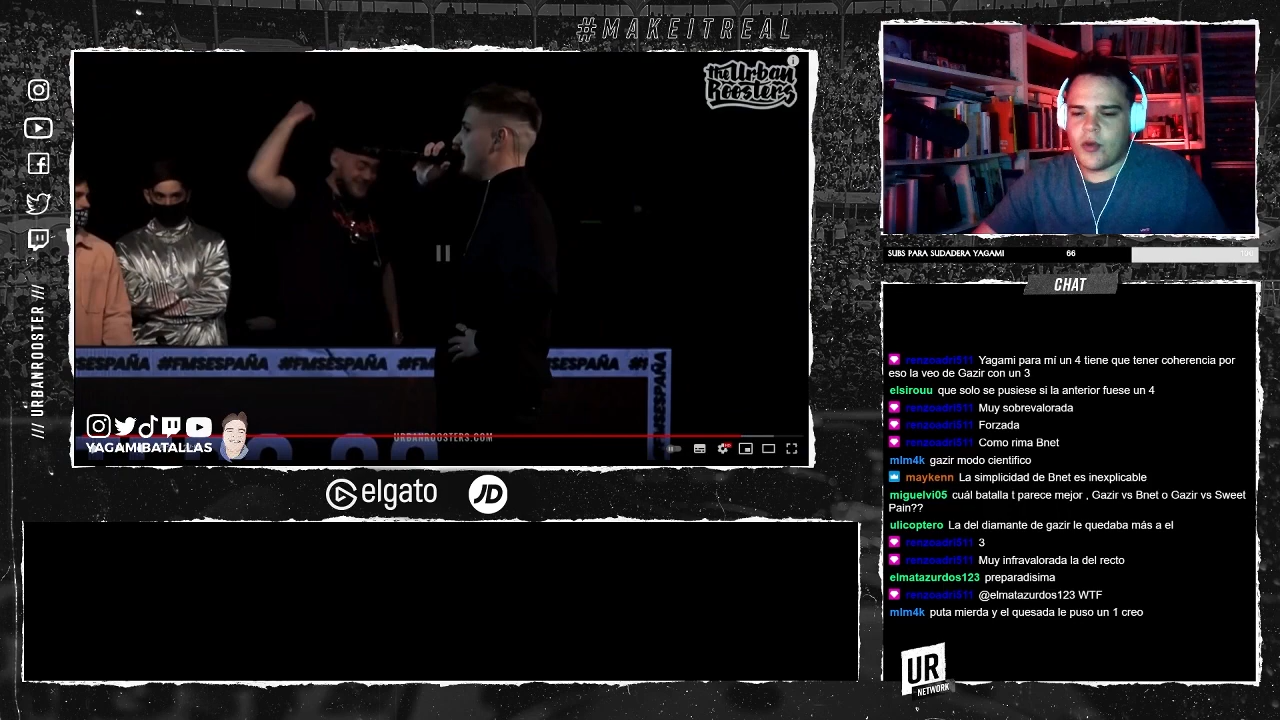 #MAKEITREAL
the Urban
Roosters
/// URBANROOSTER ///
SESPAÑA #FMSESPAÑA #FMSESPAÑA #FM SPAÑA #F
#FMSESPAÑA
URBANROOSTERS.COM
YAGAMIBATALLAS
elgato
JD
SUBS PARA SUDADERA YAGAMI 66 100
CHAT
renzoadri511 Yagami para mí un 4 tiene que tener coherencia por
eso la veo de Gazir con un 3
elsirouu que solo se pusiese si la anterior fuese un 4
renzoadri511 Muy sobrevalorada
renzoadri511 Forzada
renzoadri511 Como rima Bnet
mlm4k gazir modo cientifico
maykenn La simplicidad de Bnet es inexplicable
miguelvi05 cuál batalla t parece mejor , Gazir vs Bnet o Gazir vs Sweet
Pain??
ulicoptero La del diamante de gazir le quedaba más a el
renzoadri511 3
renzoadri511 Muy infravalorada la del recto
elmatazurdos123 preparadisima
renzoadri511 @elmatazurdos123 WTF
mlm4k puta mierda y el quesada le puso un 1 creo
UR
NETWORK